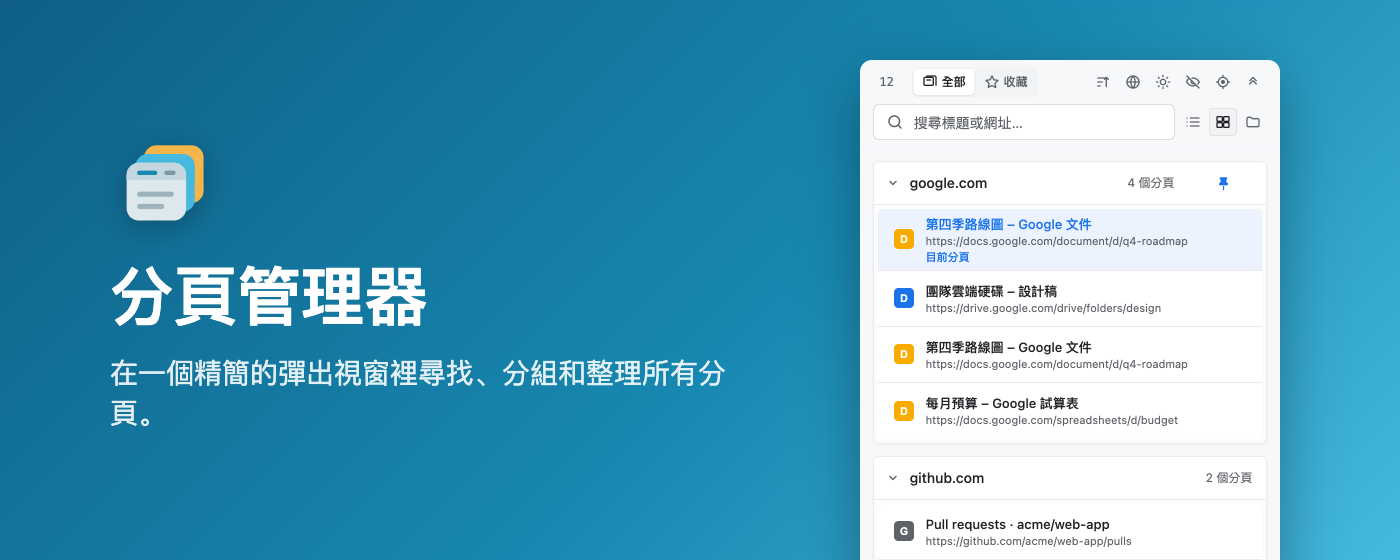 分頁管理器
在一個精簡的彈出視窗裡尋找、分組和整理所有分
頁。
12 全部 收藏
搜尋標題或網址...
google.com 4 個分頁
D 第四季路線圖 – Google 文件
https://docs.google.com/document/d/q4-roadmap
目前分頁
D 團隊雲端硬碟 – 設計稿
https://drive.google.com/drive/folders/design
D 第四季路線圖 – Google 文件
https://docs.google.com/document/d/q4-roadmap
D 每月預算 – Google 試算表
https://docs.google.com/spreadsheets/d/budget
github.com 2 個分頁
G Pull requests · acme/web-app
https://github.com/acme/web-app/pulls